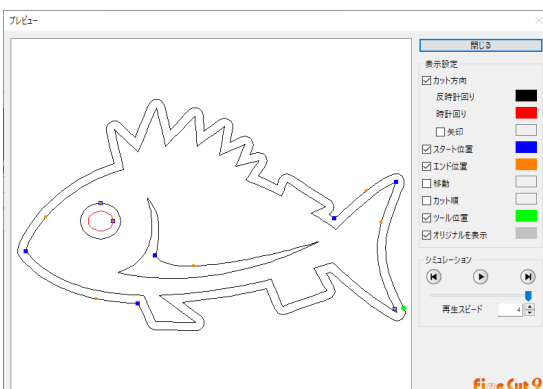 プレビュー
閉じる
表示設定
カット方向
反時計回り
時計回り
矢印
スタート位置
エンド位置
移動
カット順
ツール位置
オリジナルを表示
シミュレーション
再生スピード
4
FineCut 9